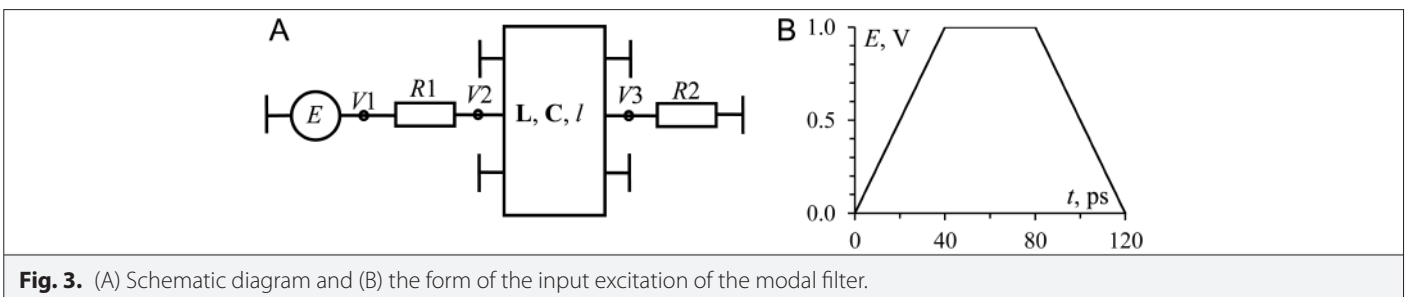 A
E
V1
R1
V2
L, C, l
V3
R2
B
E, V
1.0
0.5
0.0
t, ps
0 40 80 120
Fig. 3. (A) Schematic diagram and (B) the form of the input excitation of the modal filter.